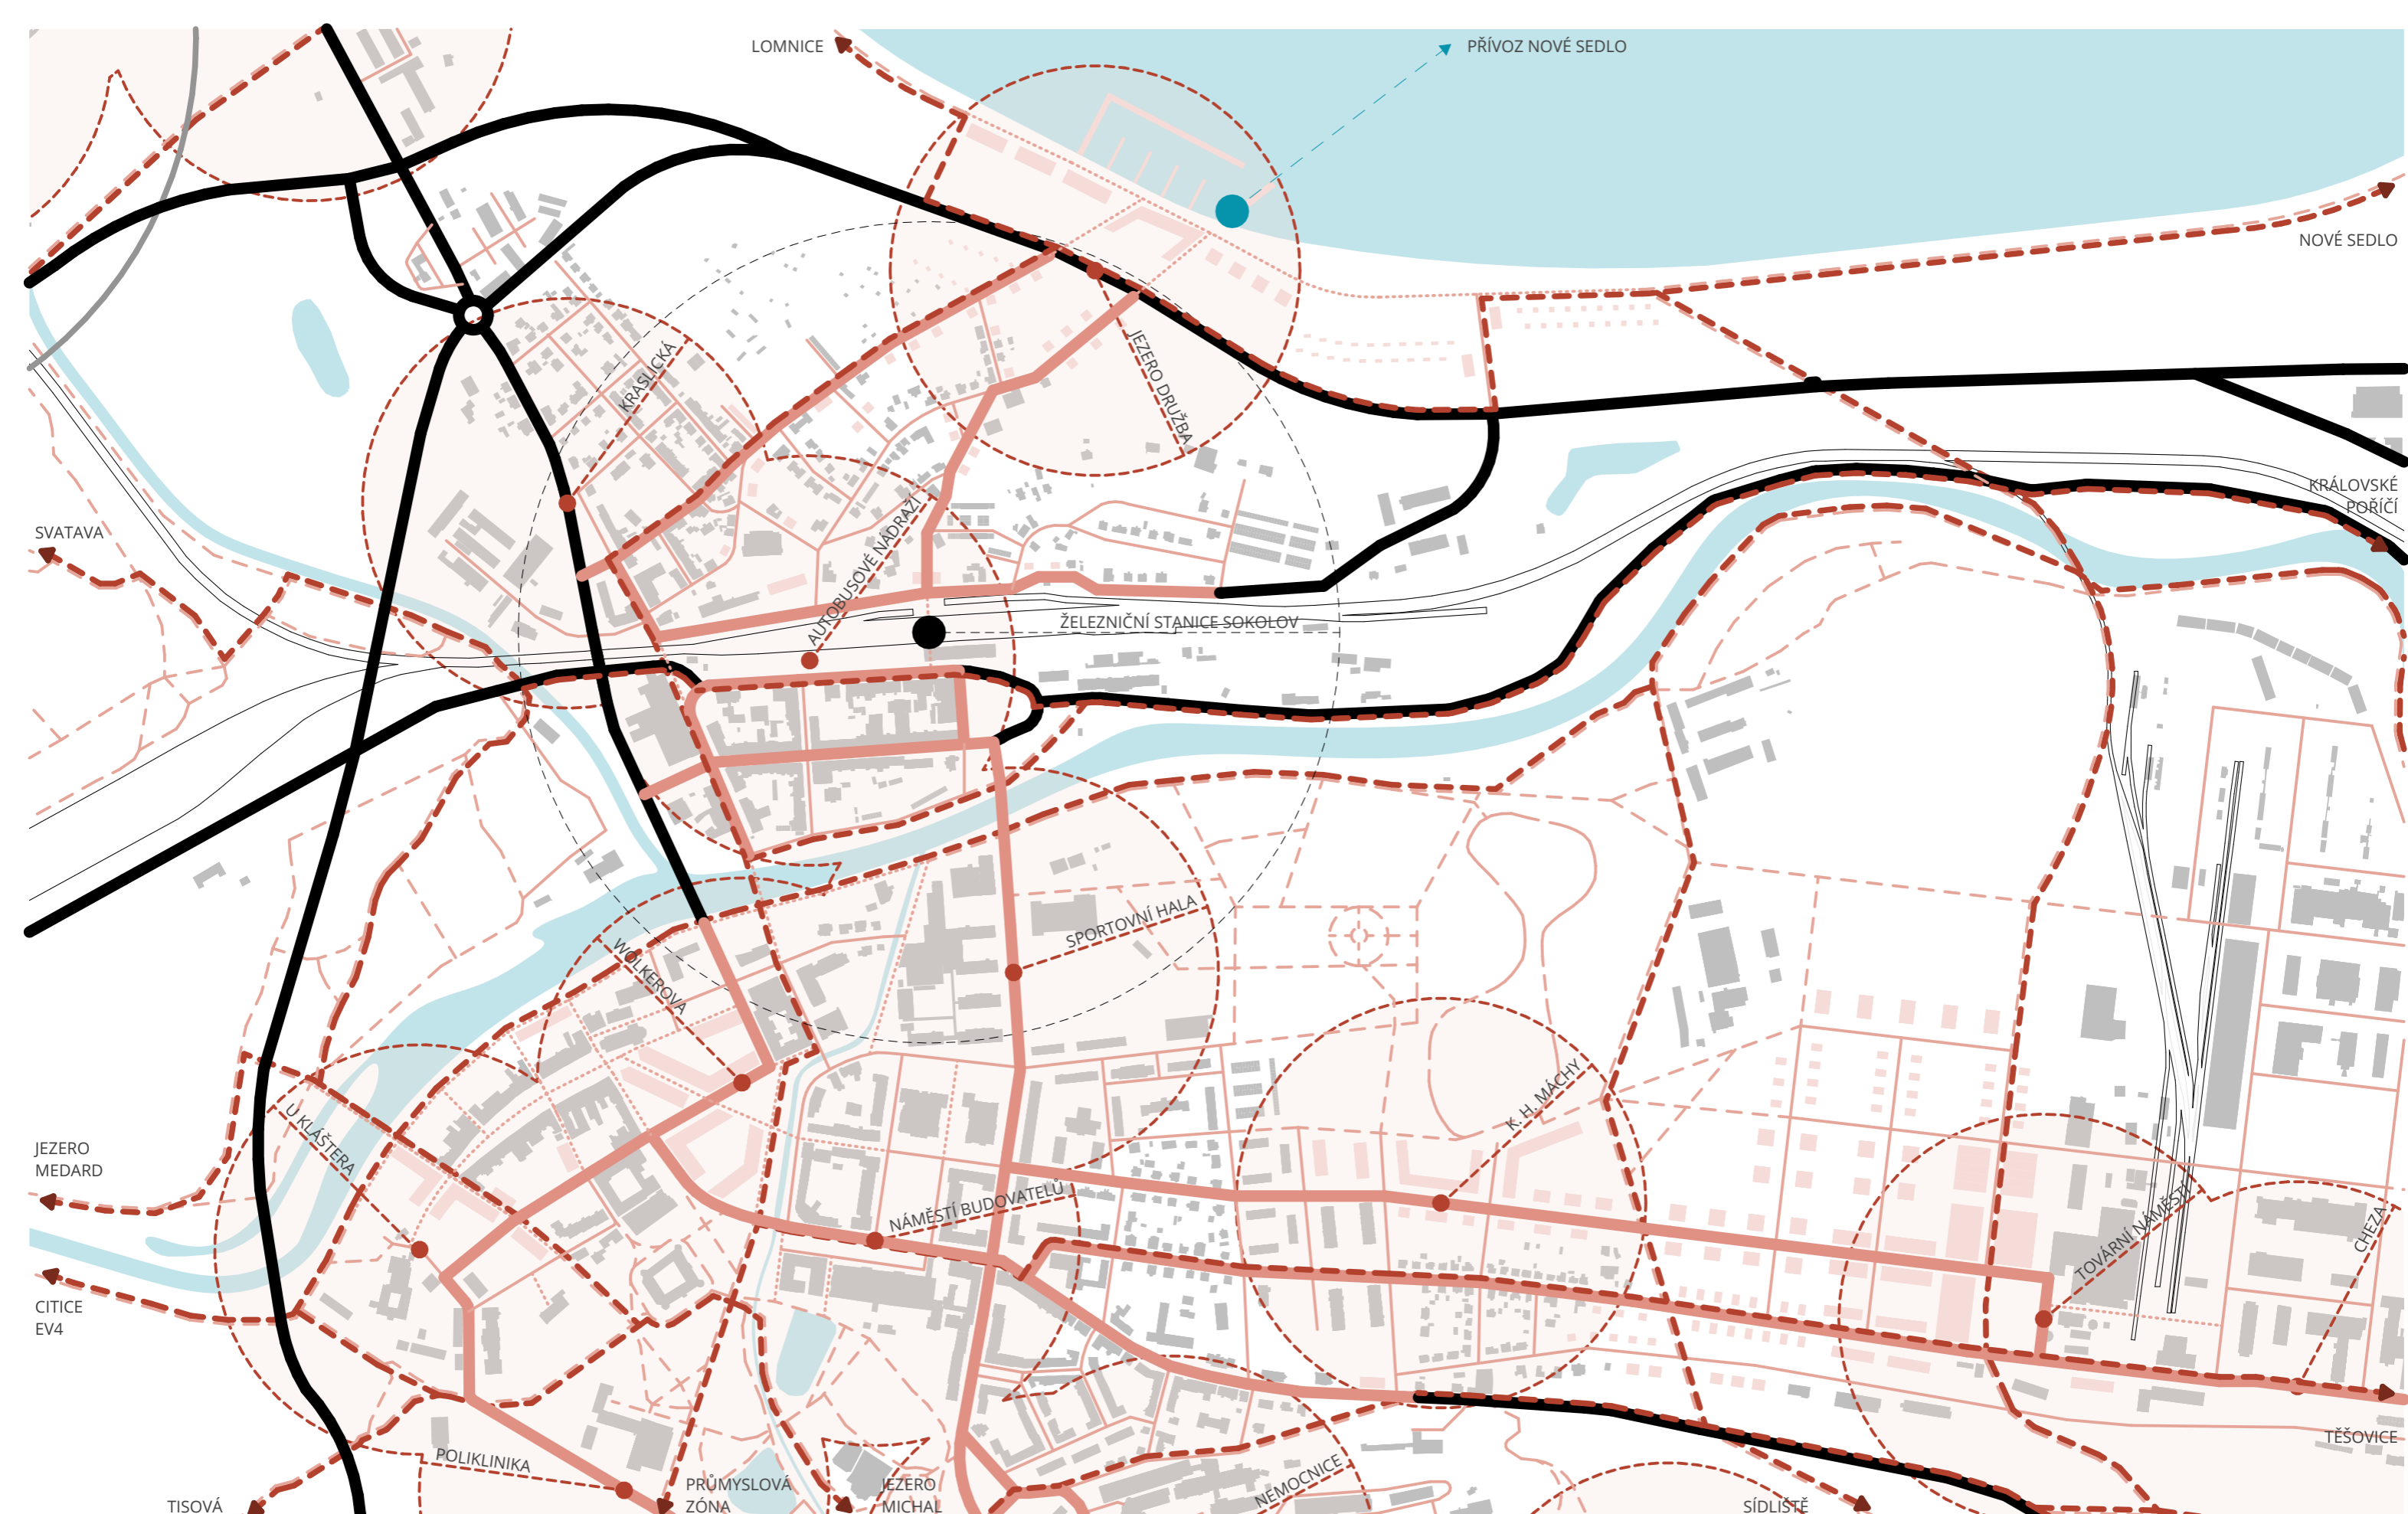 LOMNICE
PŘÍVOZ NOVÉ SEDLO
NOVÉ SEDLO
KRASLICKÁ
JEZERO DRUŽBA
KRÁLOVSKÉ
POŘÍČÍ
SVATAVA
AUTOBUSOVÉ NÁDRAŽÍ
ŽELEZNIČNÍ STANICE SOKOLOV
SPORTOVNÍ HALA
WOLKEROVA
K. H. MÁCHY
U KLÁŠTERA
JEZERO
MEDARD
NÁMĚSTÍ BUDOVATELŮ
TOVÁRNÍ NÁMĚSTÍ
CHEZA
CITICE
EV4
TĚŠOVICE
POLIKLINIKA
PRŮMYSLOVÁ
ZÓNA
JEZERO
MICHAL
NEMOCNICE
TISOVÁ
SÍDLIŠTĚ